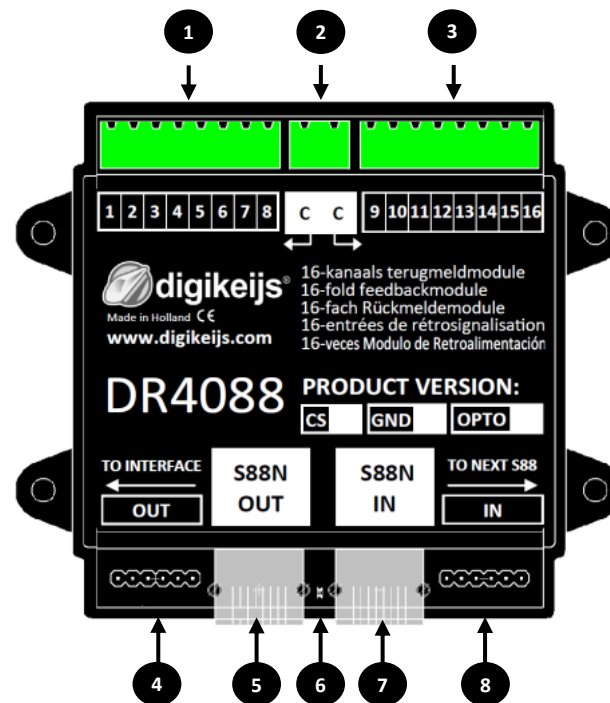 1 2 3
1 2 3 4 5 6 7 8 C C 9 10 11 12 13 14 15 16
digikeijs®
Made in Holland CE
www.digikeijs.com
16-kanaals terugmeldmodule
16-fold feedbackmodule
16-fach Rückmeldemodule
16-entrées de rétrosignalisation
16-veces Modulo de Retroalimentación
DR4088
PRODUCT VERSION:
CS GND OPTO
TO INTERFACE
OUT
S88N
OUT
S88N
IN
TO NEXT S88
IN
4 5 6 7 8